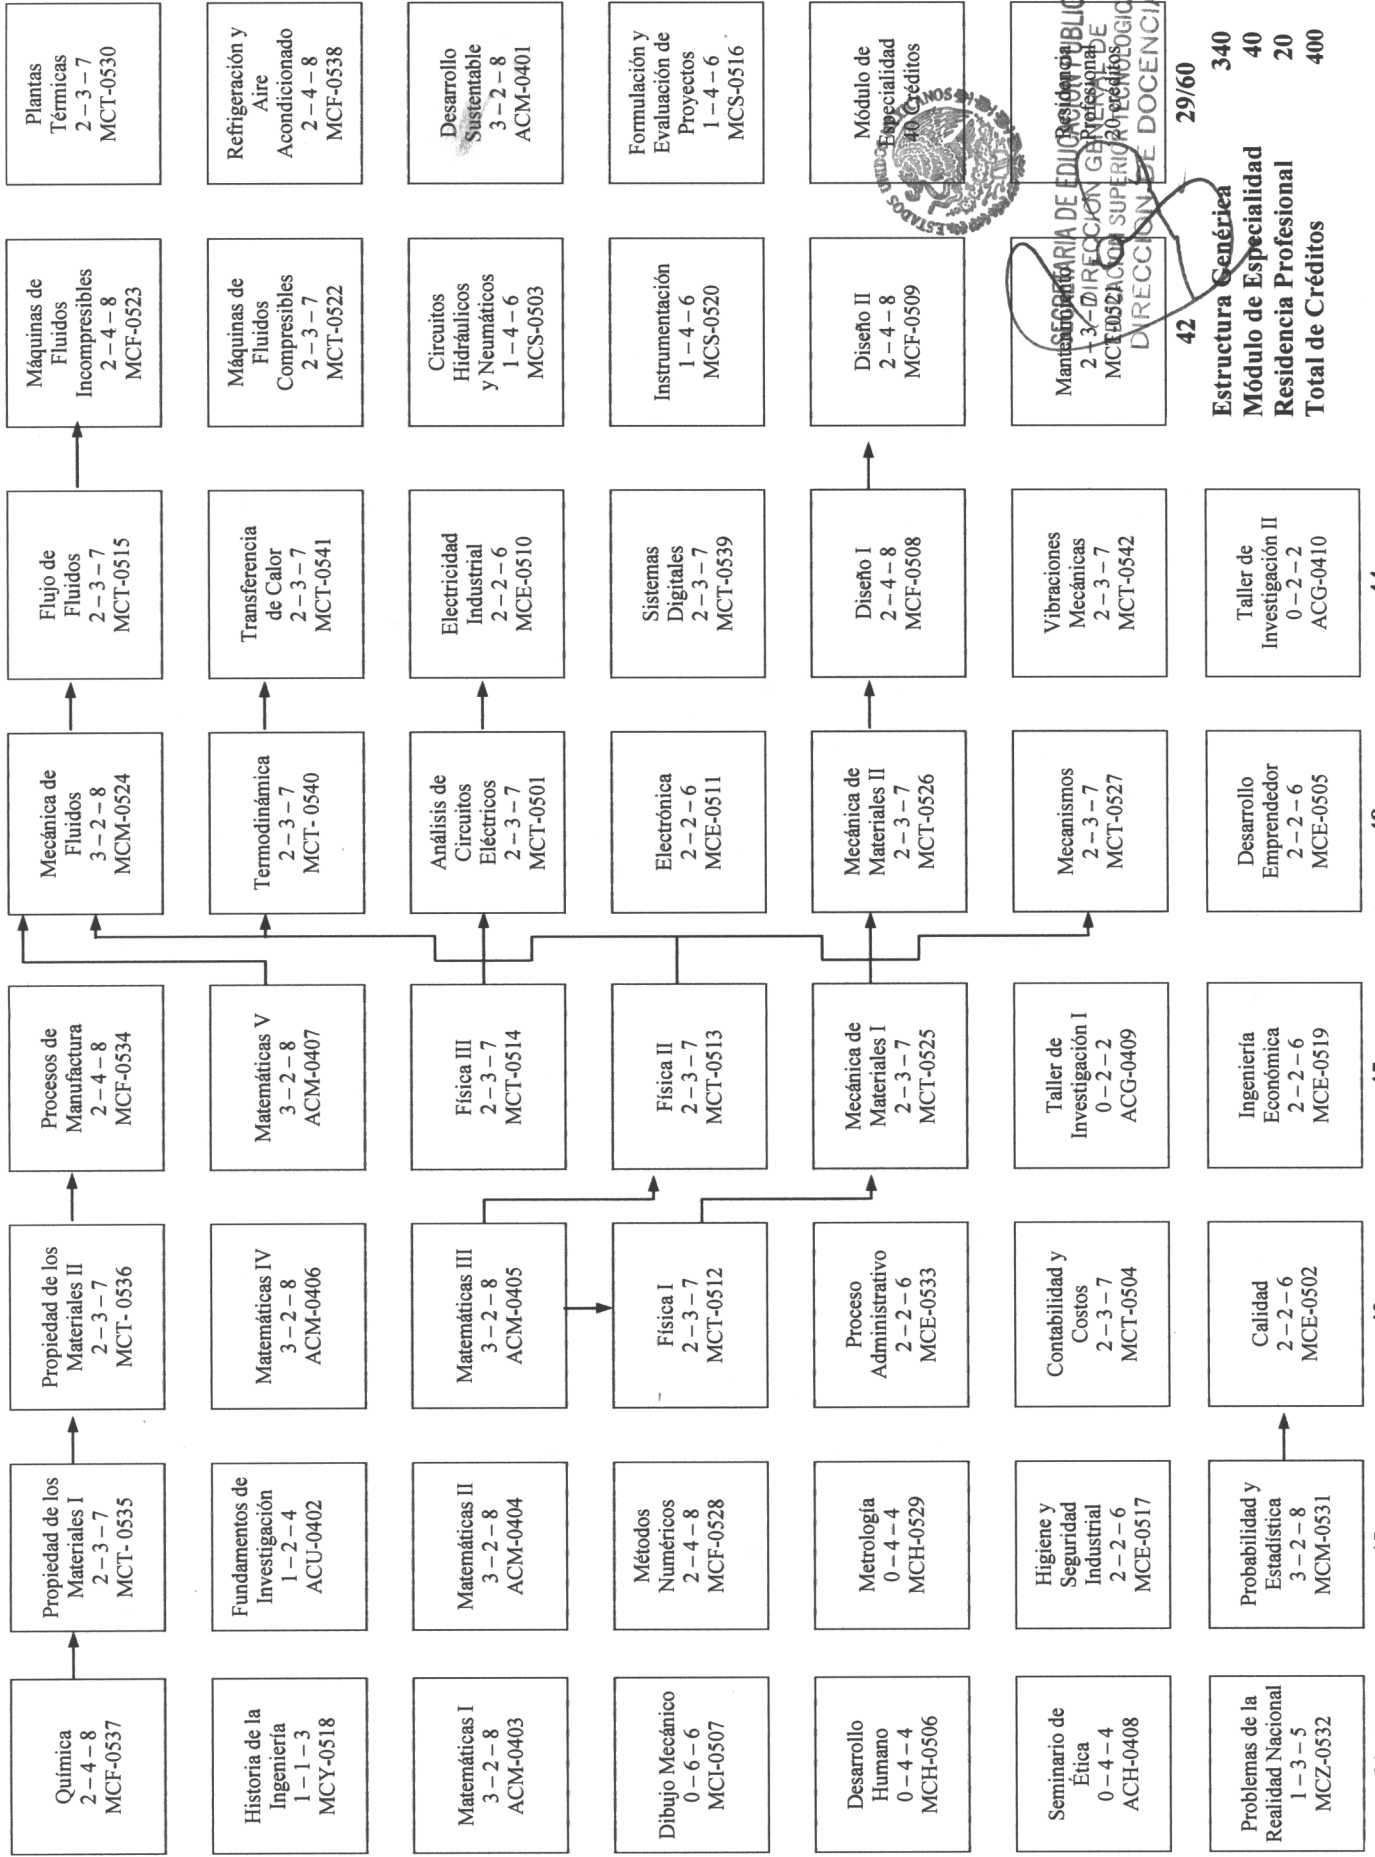 Química
2 – 4 – 8
MCF-0537
Propiedad de los
Materiales I
2 – 3 – 7
MCT- 0535
Propiedad de los
Materiales II
2 – 3 – 7
MCT- 0536
Procesos de
Manufactura
2 – 4 – 8
MCF-0534
Mecánica de
Fluidos
3 – 2 – 8
MCM-0524
Flujo de
Fluidos
2 – 3 – 7
MCT-0515
Máquinas de
Fluidos
Incompresibles
2 – 4 – 8
MCF-0523
Plantas
Térmicas
2 – 3 – 7
MCT-0530
Historia de la
Ingeniería
1 – 1 – 3
MCY-0518
Fundamentos de
Investigación
1 – 2 – 4
ACU-0402
Matemáticas IV
3 – 2 – 8
ACM-0406
Matemáticas V
3 – 2 – 8
ACM-0407
Termodinámica
2 – 3 – 7
MCT- 0540
Transferencia
de Calor
2 – 3 – 7
MCT-0541
Máquinas de
Fluidos
Compresibles
2 – 3 – 7
MCT-0522
Refrigeración y
Aire
Acondicionado
2 – 4 – 8
MCF-0538
Matemáticas I
3 – 2 – 8
ACM-0403
Matemáticas II
3 – 2 – 8
ACM-0404
Matemáticas III
3 – 2 – 8
ACM-0405
Física III
2 – 3 – 7
MCT-0514
Análisis de
Circuitos
Eléctricos
2 – 3 – 7
MCT-0501
Electricidad
Industrial
2 – 2 – 6
MCE-0510
Circuitos
Hidráulicos
y Neumáticos
1 – 4 – 6
MCS-0503
Desarrollo
Sustentable
3 – 2 – 8
ACM-0401
Dibujo Mecánico
0 – 6 – 6
MCI-0507
Métodos
Numéricos
2 – 4 – 8
MCF-0528
Física I
2 – 3 – 7
MCT-0512
Física II
2 – 3 – 7
MCT-0513
Electrónica
2 – 2 – 6
MCE-0511
Sistemas
Digitales
2 – 3 – 7
MCT-0539
Instrumentación
1 – 4 – 6
MCS-0520
Formulación y
Evaluación de
Proyectos
1 – 4 – 6
MCS-0516
Desarrollo
Humano
0 – 4 – 4
MCH-0506
Metrología
0 – 4 – 4
MCH-0529
Proceso
Administrativo
2 – 2 – 6
MCE-0533
Mecánica de
Materiales I
2 – 3 – 7
MCT-0525
Mecánica de
Materiales II
2 – 3 – 7
MCT-0526
Diseño I
2 – 4 – 8
MCF-0508
Diseño II
2 – 4 – 8
MCF-0509
Módulo de
Especialidad
40 Créditos
ESTADOS UNIDOS
Seminario de
Ética
0 – 4 – 4
ACH-0408
Higiene y
Seguridad
Industrial
2 – 2 – 6
MCE-0517
Contabilidad y
Costos
2 – 3 – 7
MCT-0504
Taller de
Investigación I
0 – 2 – 2
ACG-0409
Mecanismos
2 – 3 – 7
MCT-0527
Vibraciones
Mecánicas
2 – 3 – 7
MCT-0542
Mantenimiento
2 – 3 – 7
MCT-0521
Residencia
Profesional
20 créditos
SECRETARIA DE EDUCACION PUBLIC
DIRECCION GENERAL DE
EDUCACION SUPERIOR TECNOLOGIC
DIRECCION DE DOCENCIA
Problemas de la
Realidad Nacional
1 – 3 – 5
MCZ-0532
Probabilidad y
Estadística
3 – 2 – 8
MCM-0531
Calidad
2 – 2 – 6
MCE-0502
Ingeniería
Económica
2 – 2 – 6
MCE-0519
Desarrollo
Emprendedor
2 – 2 – 6
MCE-0505
Taller de
Investigación II
0 – 2 – 2
ACG-0410
42 29/60
Estructura Genérica 340
Módulo de Especialidad 40
Residencia Profesional 20
Total de Créditos 400